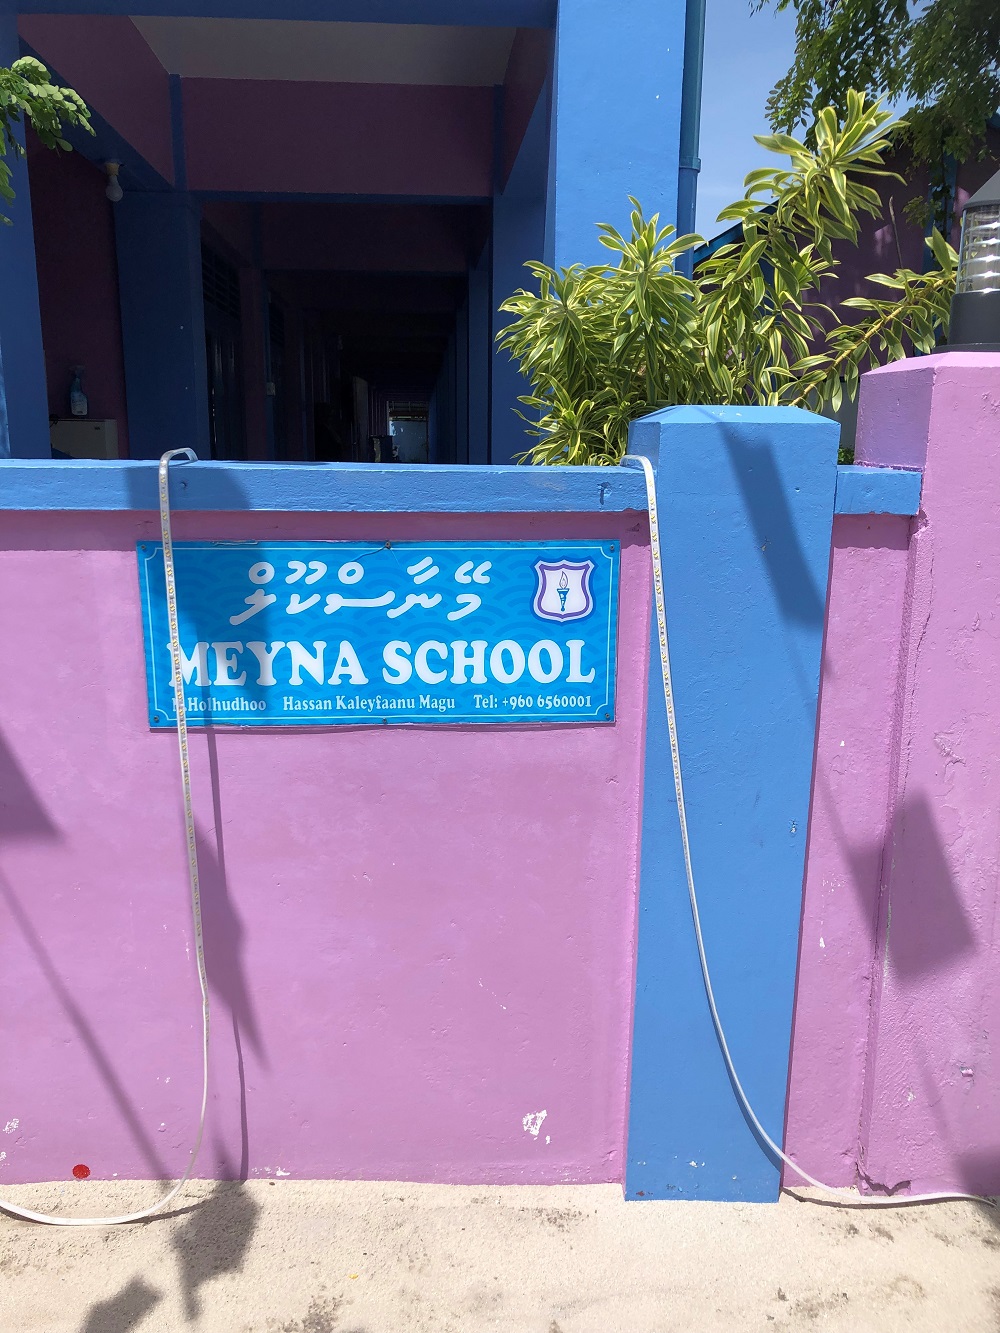 މޭނާސްކޫލް
MEYNA SCHOOL
N.Holhudhoo Hassan Kaleyfaanu Magu Tel: +960 6560001